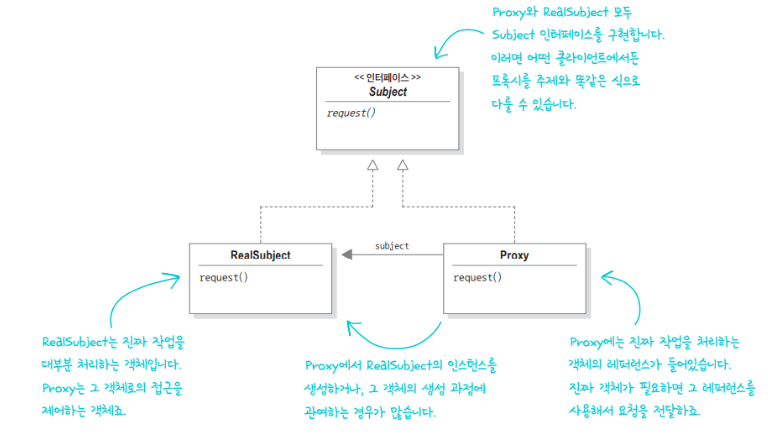 Proxy와 RealSubject 모두
Subject 인터페이스를 구현합니다.
이러면 어떤 클라이언트에서든
프록시를 주제와 똑같은 식으로
다룰 수 있습니다.
<< 인터페이스 >>
Subject
request()
subject
RealSubject
request()
Proxy
request()
RealSubject는 진짜 작업을
대부분 처리하는 객체입니다.
Proxy는 그 객체로의 접근을
제어하는 객체죠.
Proxy에서 RealSubject의 인스턴스를
생성하거나, 그 객체의 생성 과정에
관여하는 경우가 많습니다.
Proxy에는 진짜 작업을 처리하는
객체의 레퍼런스가 들어있습니다.
진짜 객체가 필요하면 그 레퍼런스를
사용해서 요청을 전달하죠.